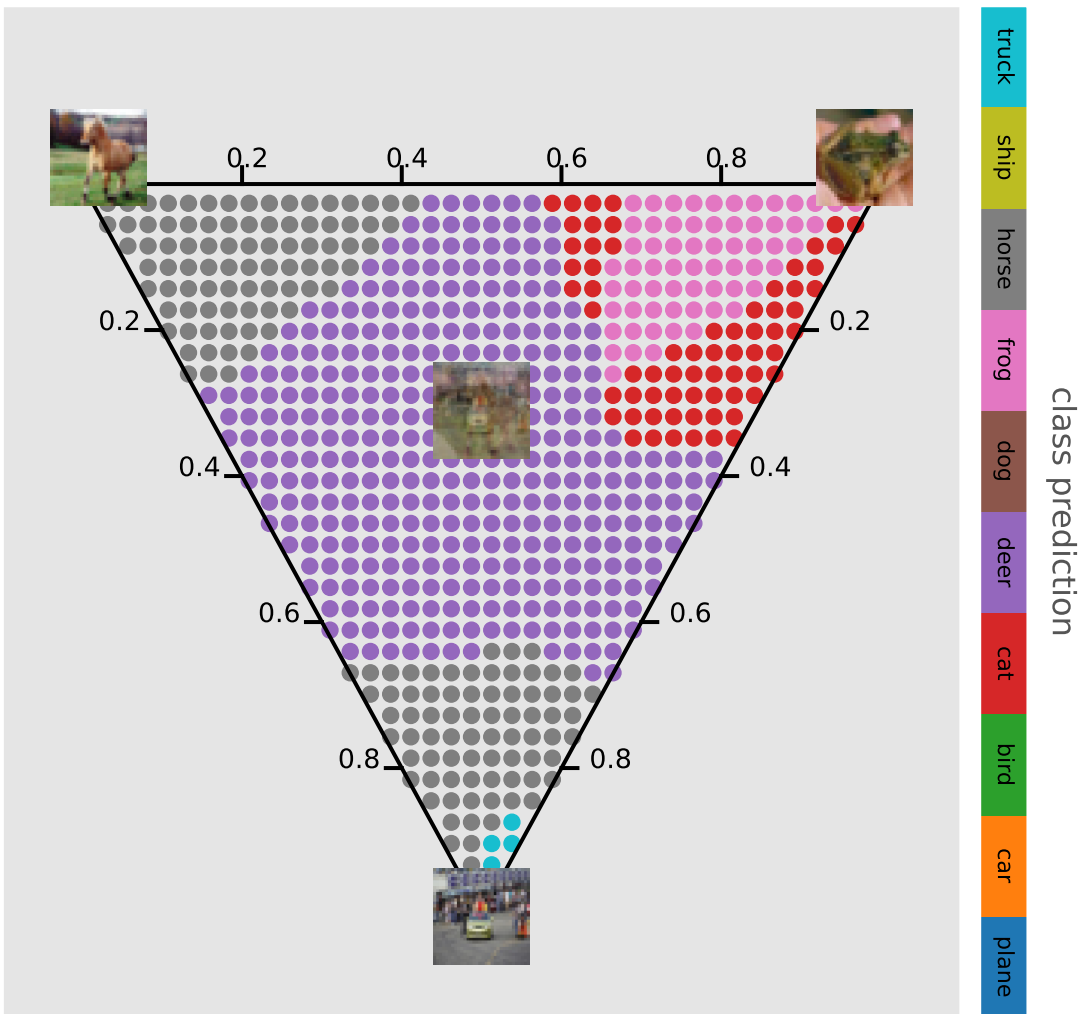 0.2 0.4 0.6 0.8
0.2 0.2
0.4 0.4
0.6 0.6
0.8 0.8
truck
ship
horse
frog
dog
deer
cat
bird
car
plane
class prediction